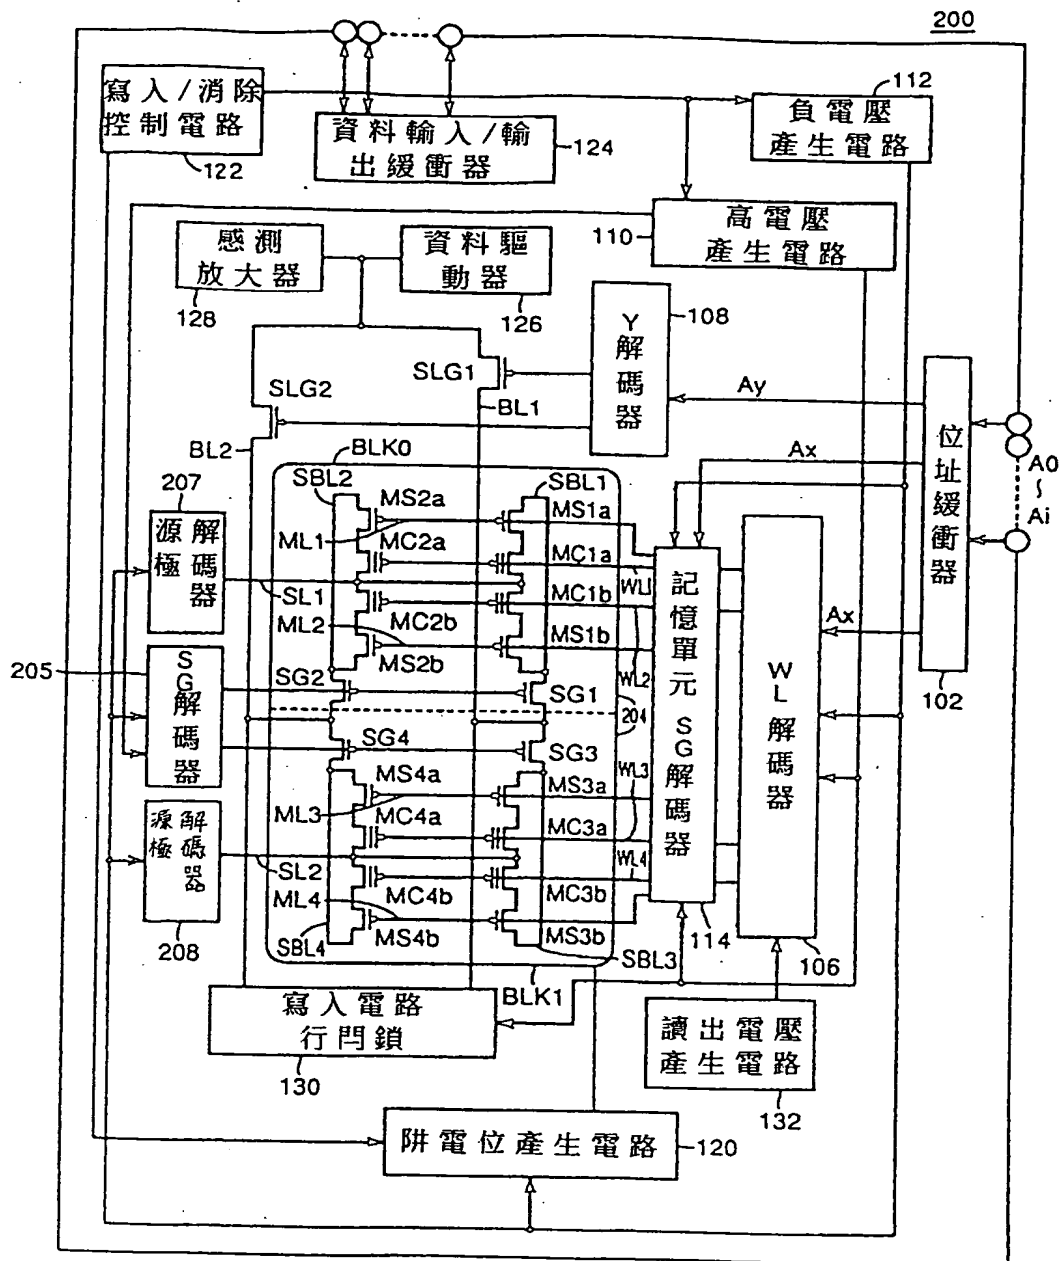 200
寫入/消除
控制電路
122
資料輸入/輸
出緩衝器
124
112
負電壓
產生電路
110
高電壓
產生電路
感測
放大器
128
資料驅
動器
126
108
Y解碼器
SLG1
SLG2
BL1
BL2
Ay
Ax
位址緩衝器
A0
~
Ai
102
BLK0
207
源極
解碼器
SBL2
MS2a
SBL1
MS1a
ML1
MC2a
MC1a
WL1
SL1
MC1b
ML2
MC2b
MS1b
MS2b
WL2
205
SG解碼器
SG2
SG1
204
SG4
SG3
MS4a
WL3
MS3a
ML3
MC4a
MC3a
源極
解碼器
208
SL2
WL4
ML4
MC4b
MC3b
SBL4
MS4b
MS3b
SBL3
BLK1
記憶單元SG解碼器
114
Ax
WL解碼器
106
寫入電路
行閂鎖
130
讀出電壓
產生電路
132
阱電位產生電路
120